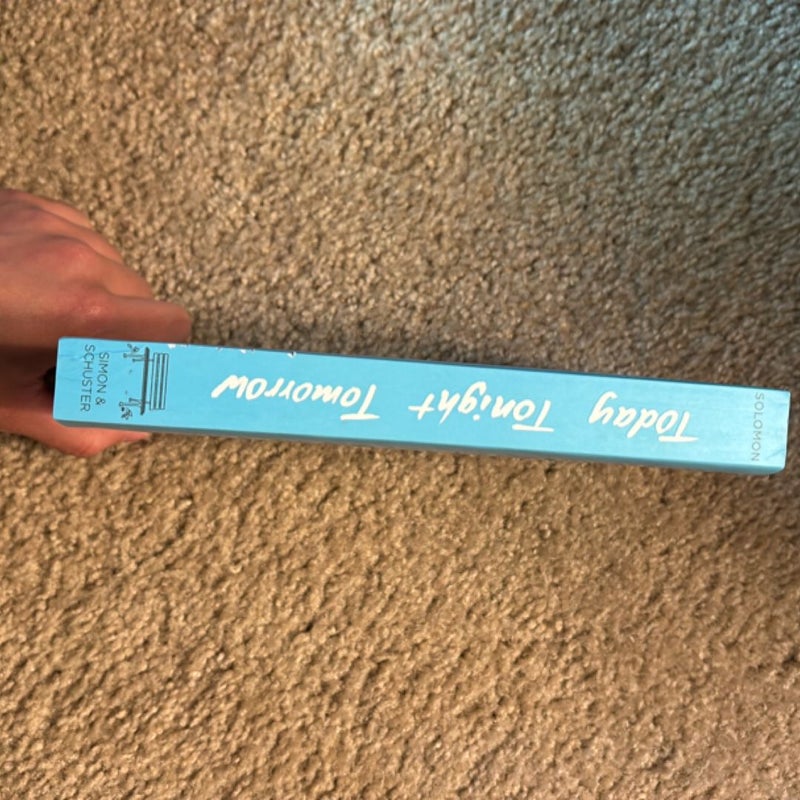 SOLOMON
Today Tonight Tomorrow
SIMON &
SCHUSTER